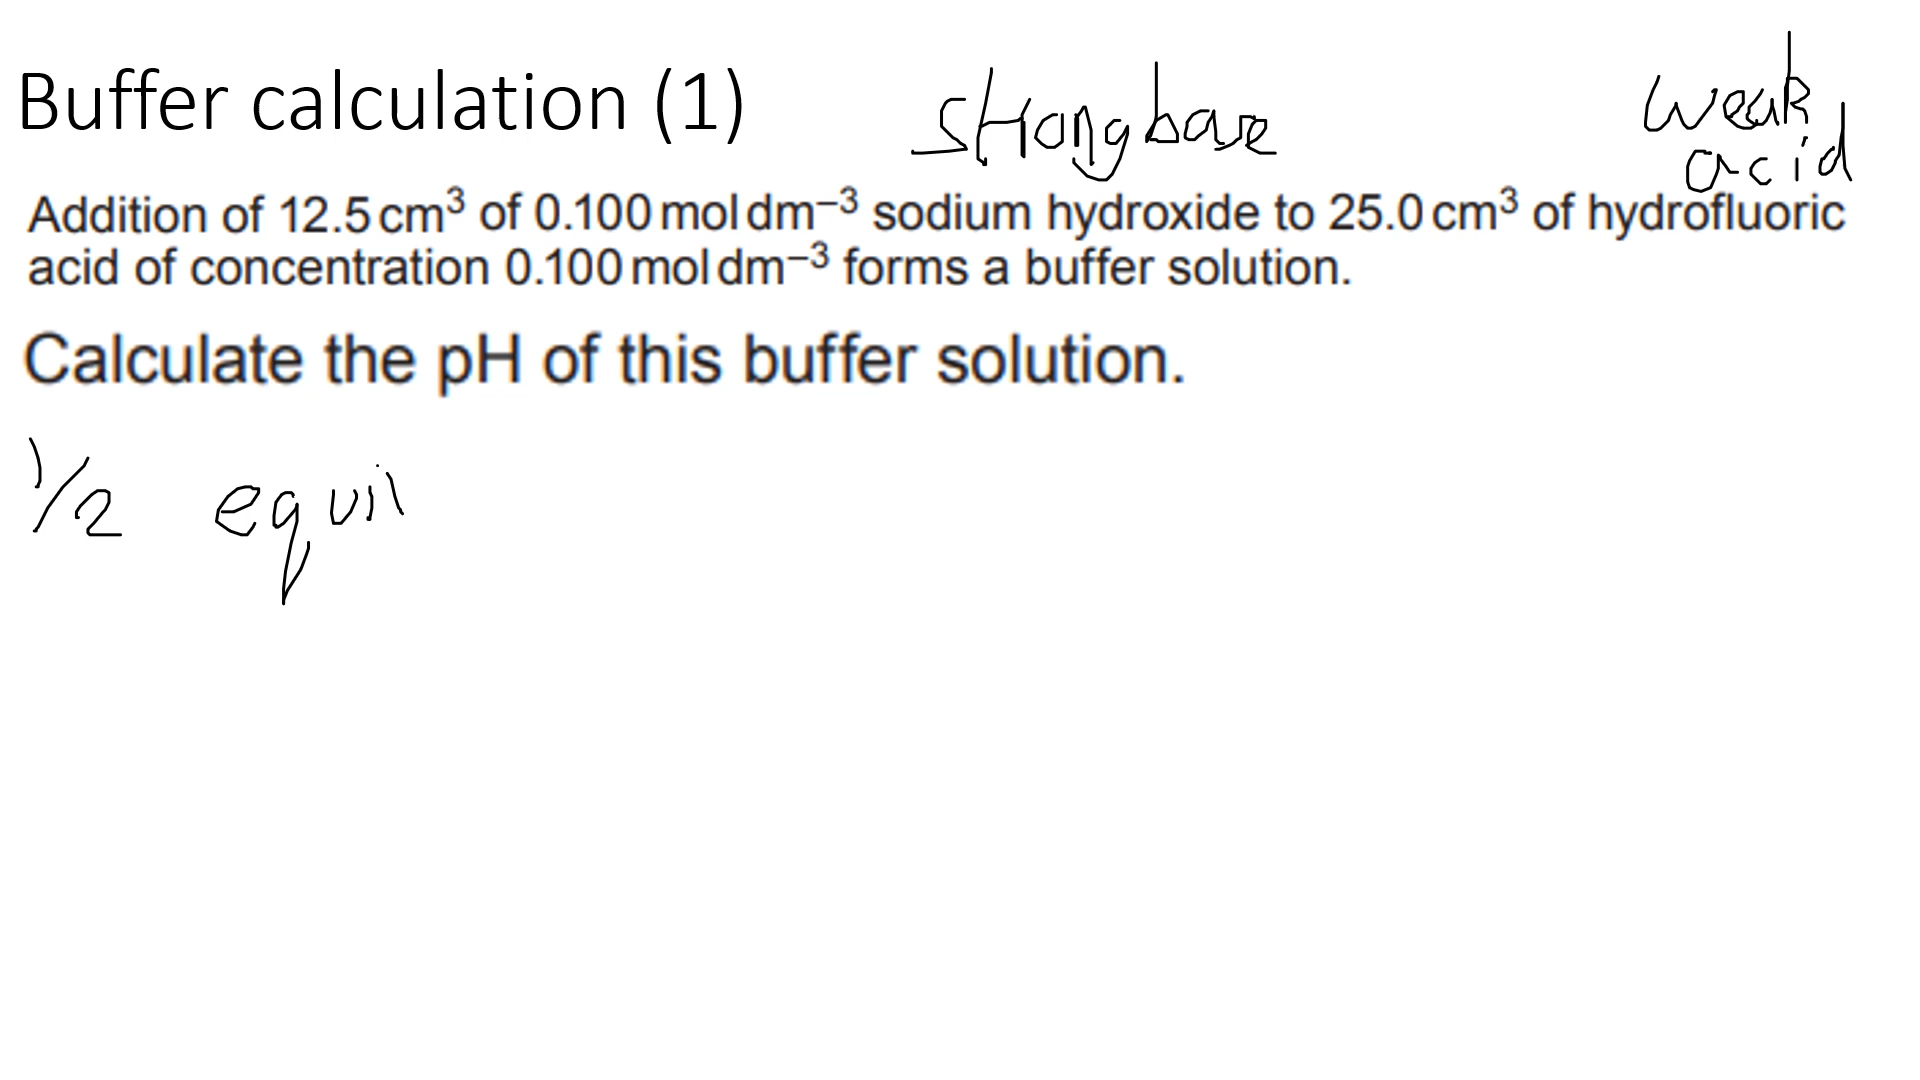 Buffer calculation (1)
strong base
weak
acid
Addition of 12.5 cm³ of 0.100 mol dm⁻³ sodium hydroxide to 25.0 cm³ of hydrofluoric
acid of concentration 0.100 mol dm⁻³ forms a buffer solution.
Calculate the pH of this buffer solution.
1/2 equi